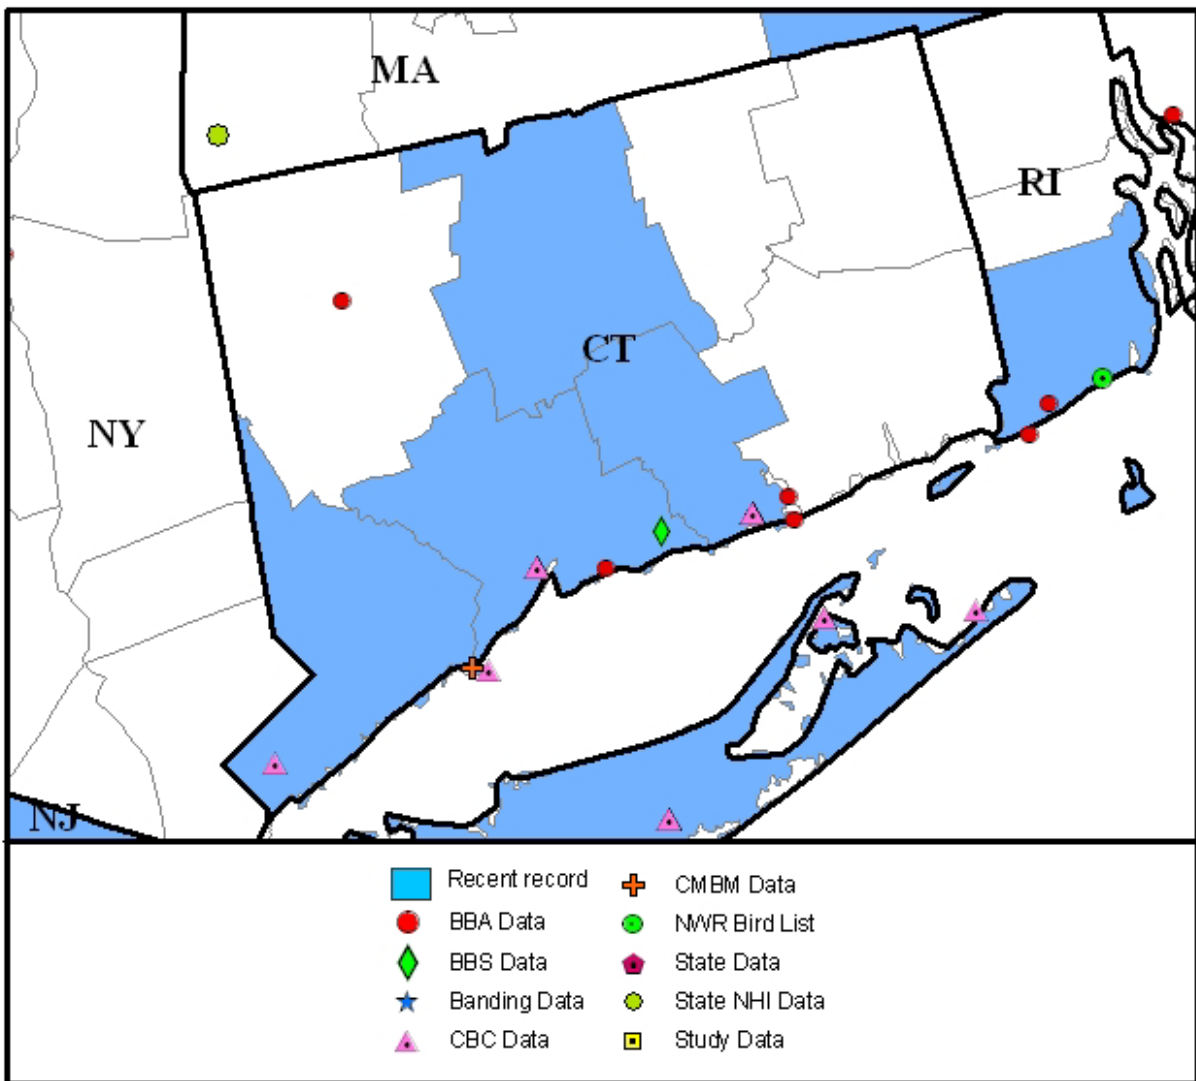 MA
RI
CT
NY
NJ
Recent record
CMBM Data
BBA Data
NWR Bird List
BBS Data
State Data
Banding Data
State NHI Data
CBC Data
Study Data